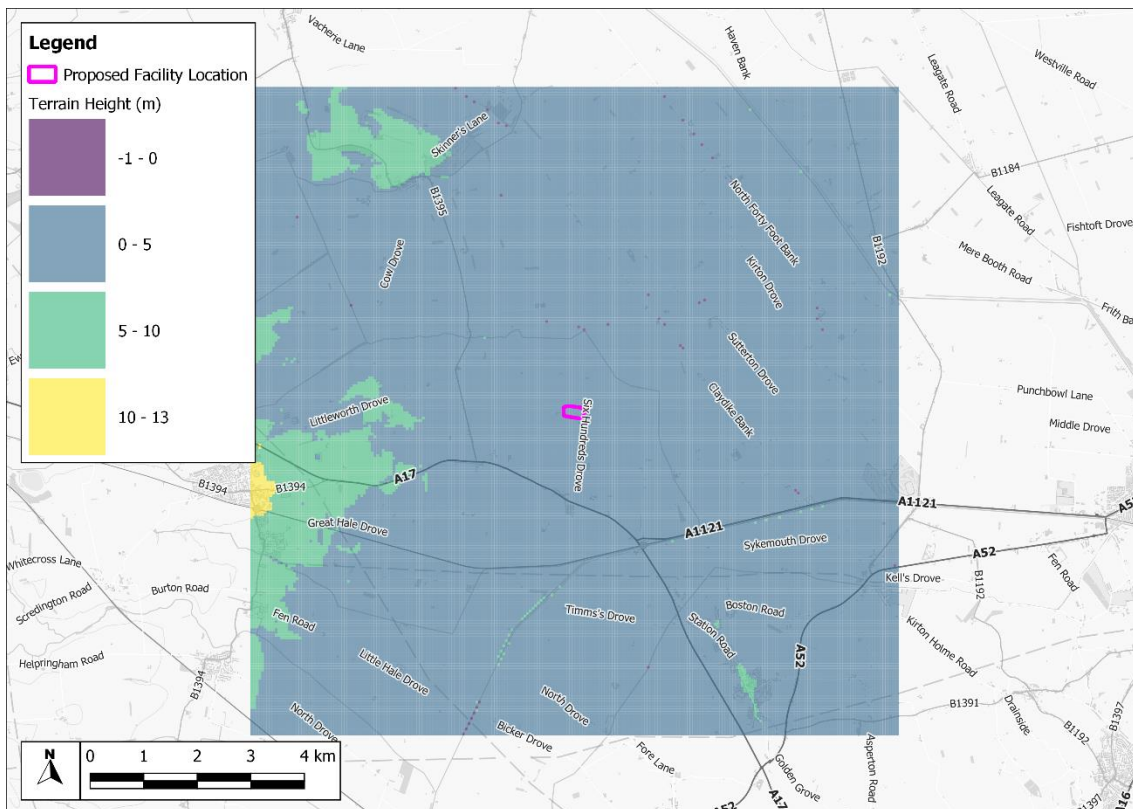 Legend
Proposed Facility Location
Terrain Height (m)
-1 - 0
0 - 5
5 - 10
10 - 13
Vacherie Lane
Haven Bank
Leagate Road
Westville Road
Skinner's Lane
B1184
B1395
North Forty Foot Bank
Leagate Road
Fishtoft Drove
B1192
Mere Booth Road
Cow Drove
Kirton Drove
Frith Ba
Sutterton Drove
Punchbowl Lane
Littleworth Drove
Six Hundreds Drove
Claydike Bank
Middle Drove
A17
B1394
B1394
A1121
A5
Great Hale Drove
A1121
Sykemouth Drove
A52
Whitecross Lane
Burton Road
Scredington Road
Kell's Drove
B1192
Fen Road
Fen Road
Timms's Drove
Boston Road
Station Road
A52
Kirton Holme Road
Helpringham Road
B1394
Little Hale Drove
North Drove
North Drove
Bicker Drove
Drainside
B1391
B1192
B1397
Fore Lane
Golden Grove
Asperton Road
A52
A17
B1397
A16
N
0 1 2 3 4 km